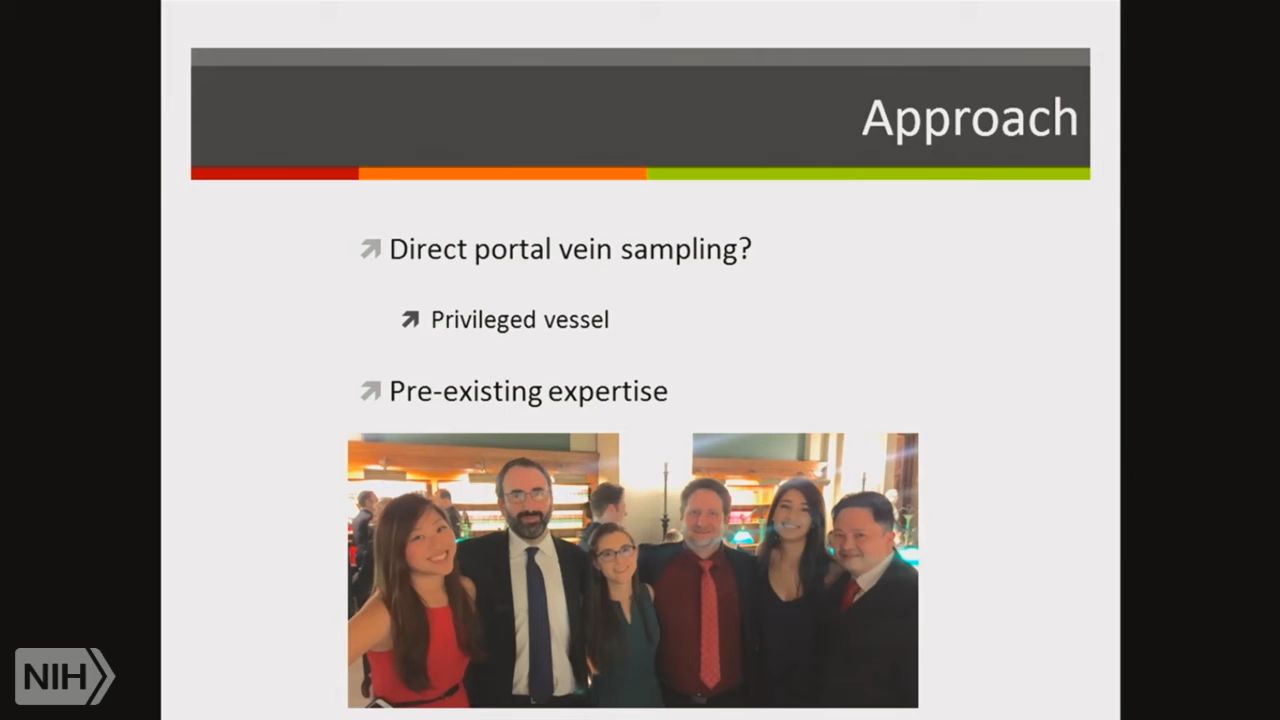 Approach
Direct portal vein sampling?
Privileged vessel
Pre-existing expertise
NIH